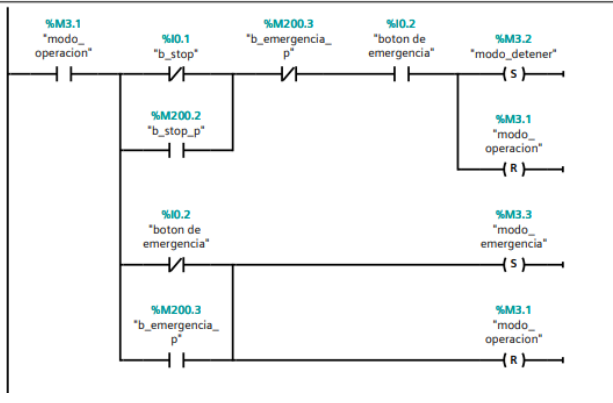 %M3.1
"modo_
operacion"
%I0.1
"b_stop"
%M200.3
"b_emergencia_
p"
%I0.2
"boton de
emergencia"
%M3.2
"modo_detener"
S
%M200.2
"b_stop_p"
%M3.1
"modo_
operacion"
R
%I0.2
"boton de
emergencia"
%M3.3
"modo_
emergencia"
S
%M200.3
"b_emergencia_
p"
%M3.1
"modo_
operacion"
R